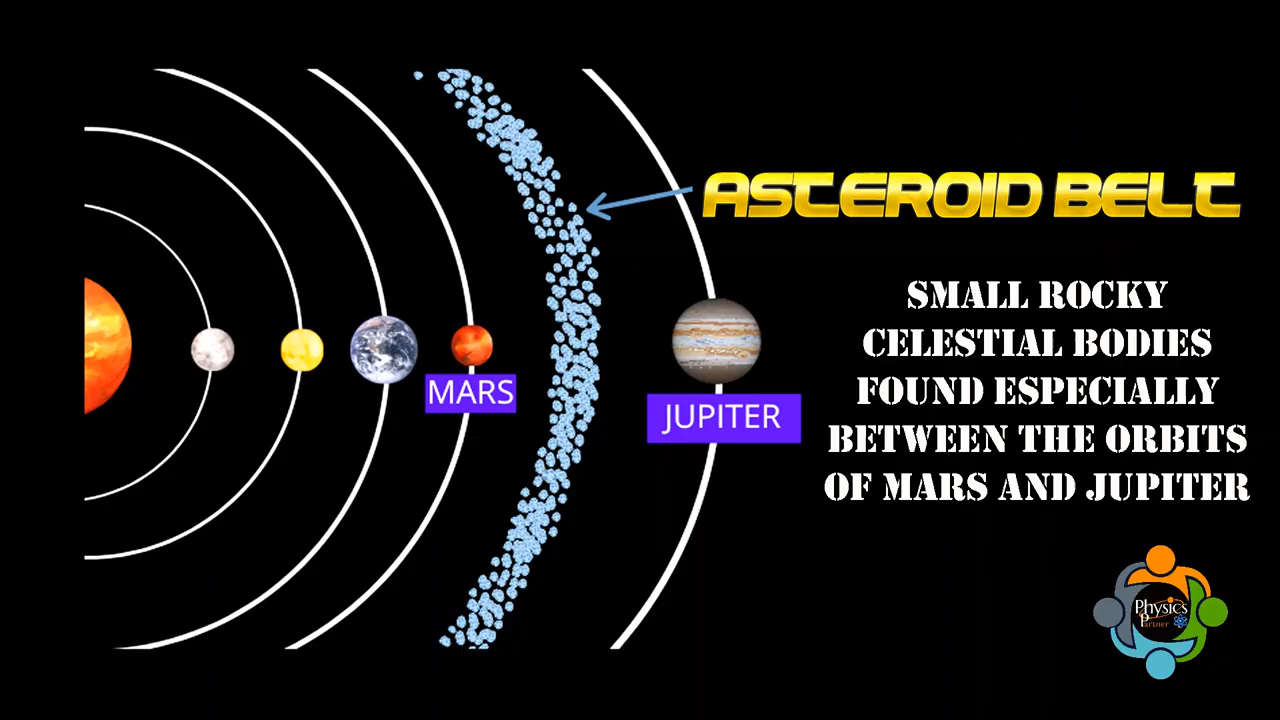 ASTEROID BELT
SMALL ROCKY
CELESTIAL BODIES
FOUND ESPECIALLY
BETWEEN THE ORBITS
OF MARS AND JUPITER
MARS
JUPITER
Physics
Partner